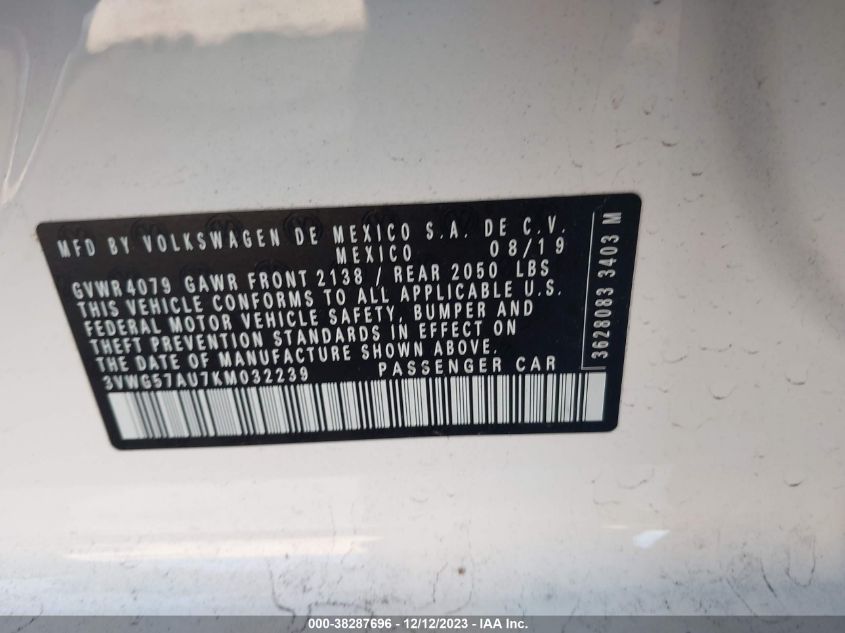 MFD BY VOLKSWAGEN DE MEXICO S.A. DE C.V.
MEXICO 08/19
GVWR 4079 GAWR FRONT 2138 / REAR 2050 LBS
THIS VEHICLE CONFORMS TO ALL APPLICABLE U.S.
FEDERAL MOTOR VEHICLE SAFETY, BUMPER AND
THEFT PREVENTION STANDARDS IN EFFECT ON
THE DATE OF MANUFACTURE SHOWN ABOVE.
3VWG57AU7KM032239 PASSENGER CAR
3628083 3403 M
000-38287696 - 12/12/2023 - IAA Inc.